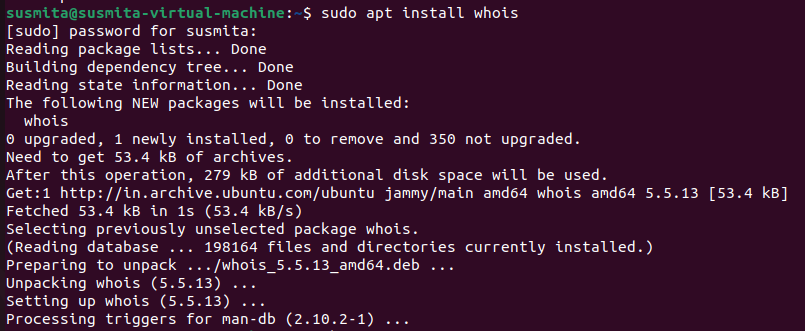 susmita@susmita-virtual-machine:~$ sudo apt install whois
[sudo] password for susmita:
Reading package lists... Done
Building dependency tree... Done
Reading state information... Done
The following NEW packages will be installed:
  whois
0 upgraded, 1 newly installed, 0 to remove and 350 not upgraded.
Need to get 53.4 kB of archives.
After this operation, 279 kB of additional disk space will be used.
Get:1 http://in.archive.ubuntu.com/ubuntu jammy/main amd64 whois amd64 5.5.13 [53.4 kB]
Fetched 53.4 kB in 1s (53.4 kB/s)
Selecting previously unselected package whois.
(Reading database ... 198164 files and directories currently installed.)
Preparing to unpack .../whois_5.5.13_amd64.deb ...
Unpacking whois (5.5.13) ...
Setting up whois (5.5.13) ...
Processing triggers for man-db (2.10.2-1) ...